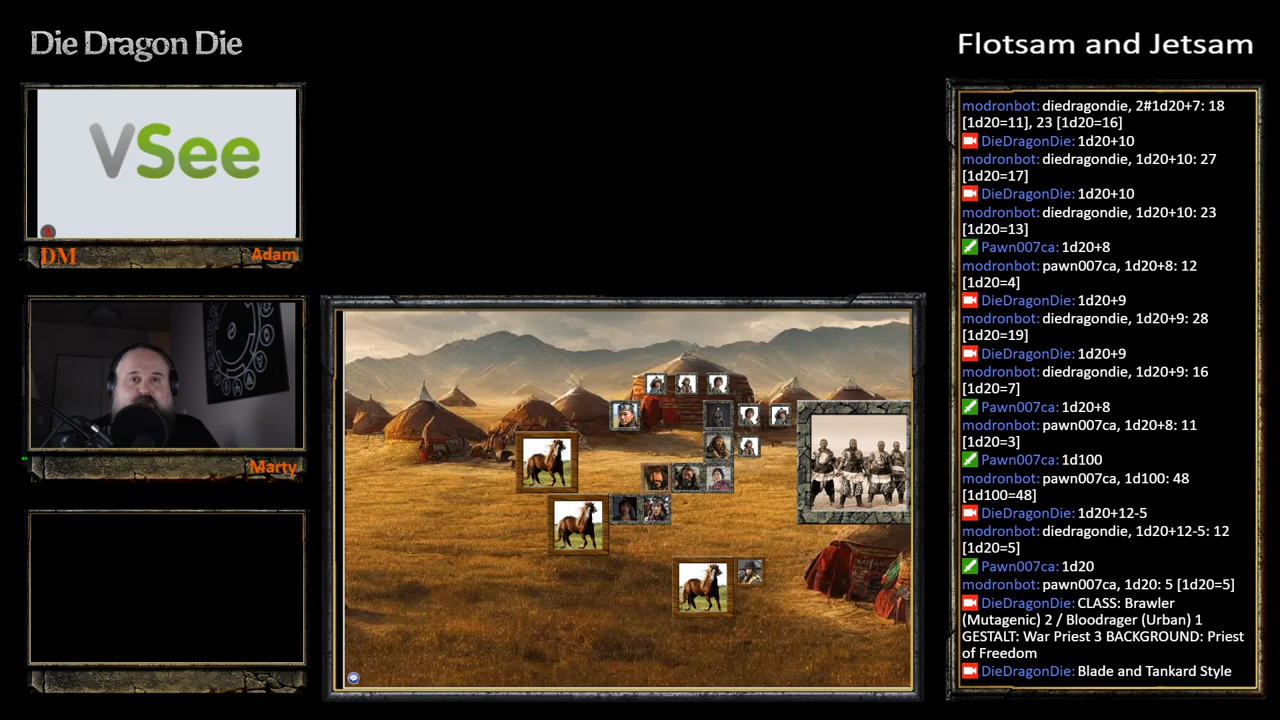 Die Dragon Die
Flotsam and Jetsam
VSee
DM
Adam
Marty
modronbot: diedragondie, 2#1d20+7: 18
[1d20=11], 23 [1d20=16]
DieDragonDie: 1d20+10
modronbot: diedragondie, 1d20+10: 27
[1d20=17]
DieDragonDie: 1d20+10
modronbot: diedragondie, 1d20+10: 23
[1d20=13]
Pawn007ca: 1d20+8
modronbot: pawn007ca, 1d20+8: 12
[1d20=4]
DieDragonDie: 1d20+9
modronbot: diedragondie, 1d20+9: 28
[1d20=19]
DieDragonDie: 1d20+9
modronbot: diedragondie, 1d20+9: 16
[1d20=7]
Pawn007ca: 1d20+8
modronbot: pawn007ca, 1d20+8: 11
[1d20=3]
Pawn007ca: 1d100
modronbot: pawn007ca, 1d100: 48
[1d100=48]
DieDragonDie: 1d20+12-5
modronbot: diedragondie, 1d20+12-5: 12
[1d20=5]
Pawn007ca: 1d20
modronbot: pawn007ca, 1d20: 5 [1d20=5]
DieDragonDie: CLASS: Brawler
(Mutagenic) 2 / Bloodrager (Urban) 1
GESTALT: War Priest 3 BACKGROUND: Priest
of Freedom
DieDragonDie: Blade and Tankard Style